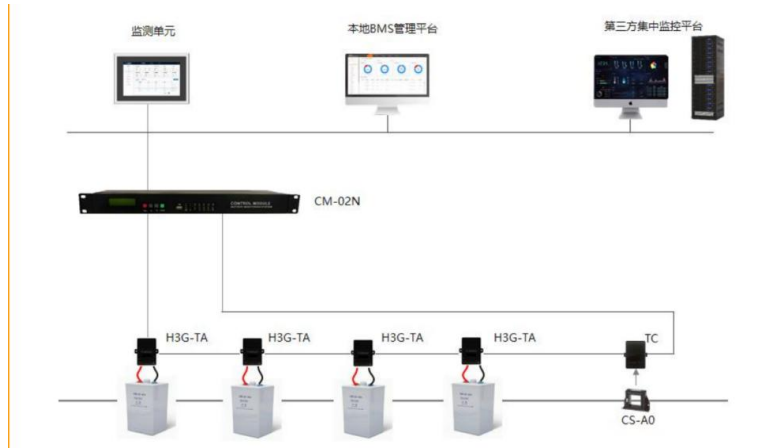 监测单元
本地BMS管理平台
第三方集中监控平台
CONTROL MODULE
CM-02N
H3G-TA
H3G-TA
H3G-TA
H3G-TA
TC
CS-A0